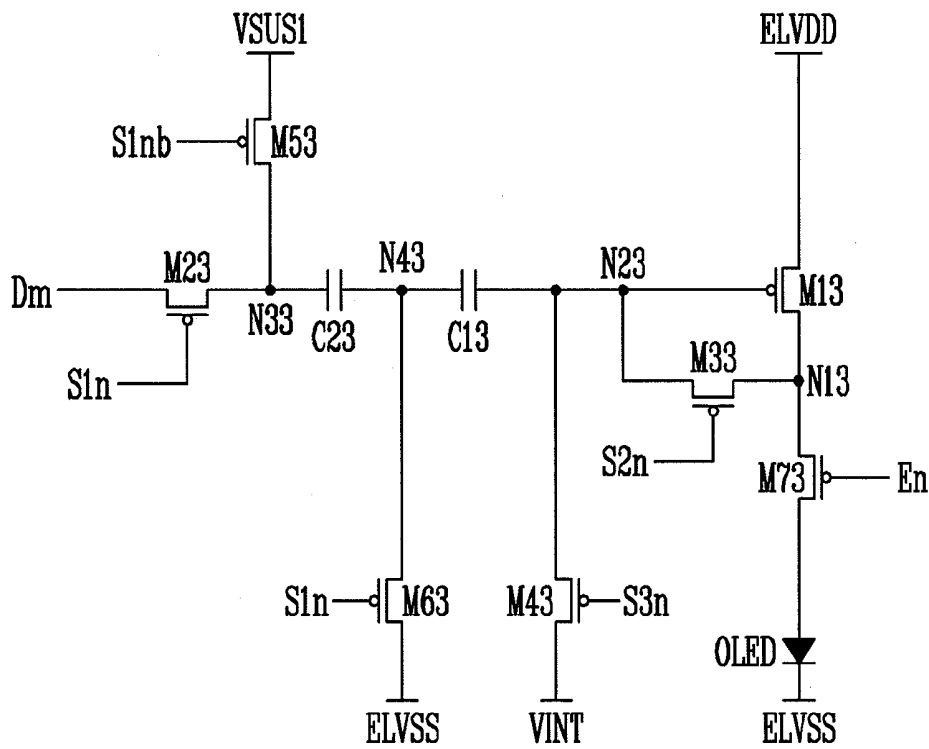 VSUS1
ELVDD
S1nb
M53
M23
N43
N23
Dm
M13
N33
C23
C13
M33
N13
S1n
S2n
M73
En
S1n
M63
M43
S3n
OLED
ELVSS
VINT
ELVSS